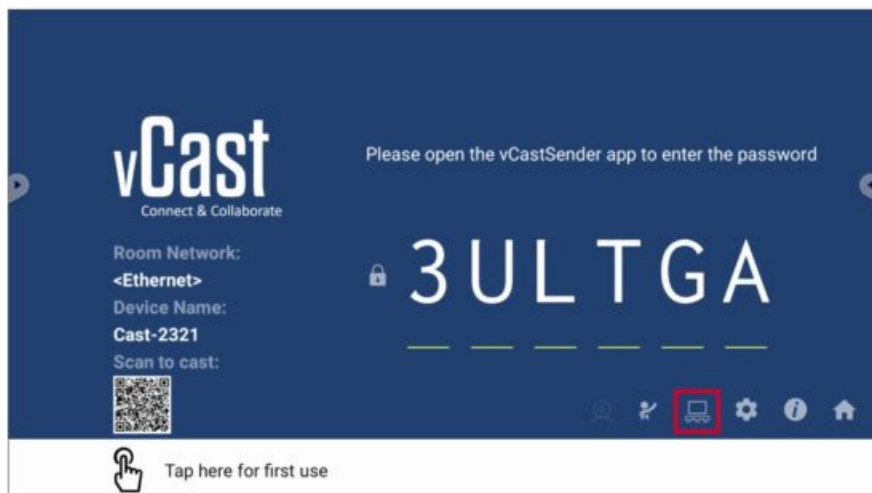 vCast
Connect & Collaborate
Please open the vCastSender app to enter the password
Room Network:
<Ethernet>
Device Name:
Cast-2321
Scan to cast:
3ULTGA
Tap here for first use